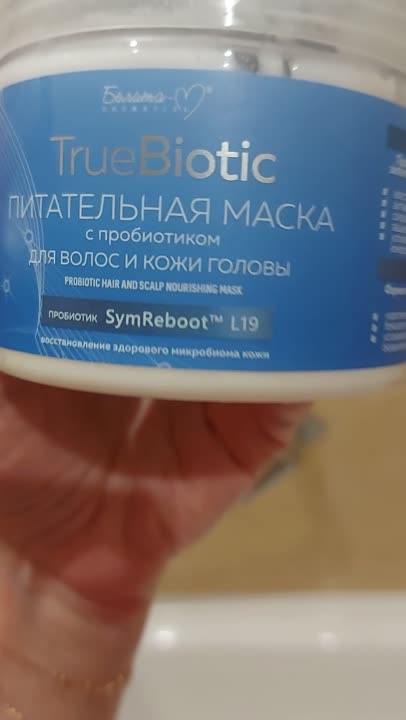 Белита-М
COSMETICS
TrueBiotic
ПИТАТЕЛЬНАЯ МАСКА
с пробиотиком
ДЛЯ ВОЛОС И КОЖИ ГОЛОВЫ
PROBIOTIC HAIR AND SCALP NOURISHING MASK
ПРОБИОТИК SymReboot™ L19
восстановление здорового микробиома кожи